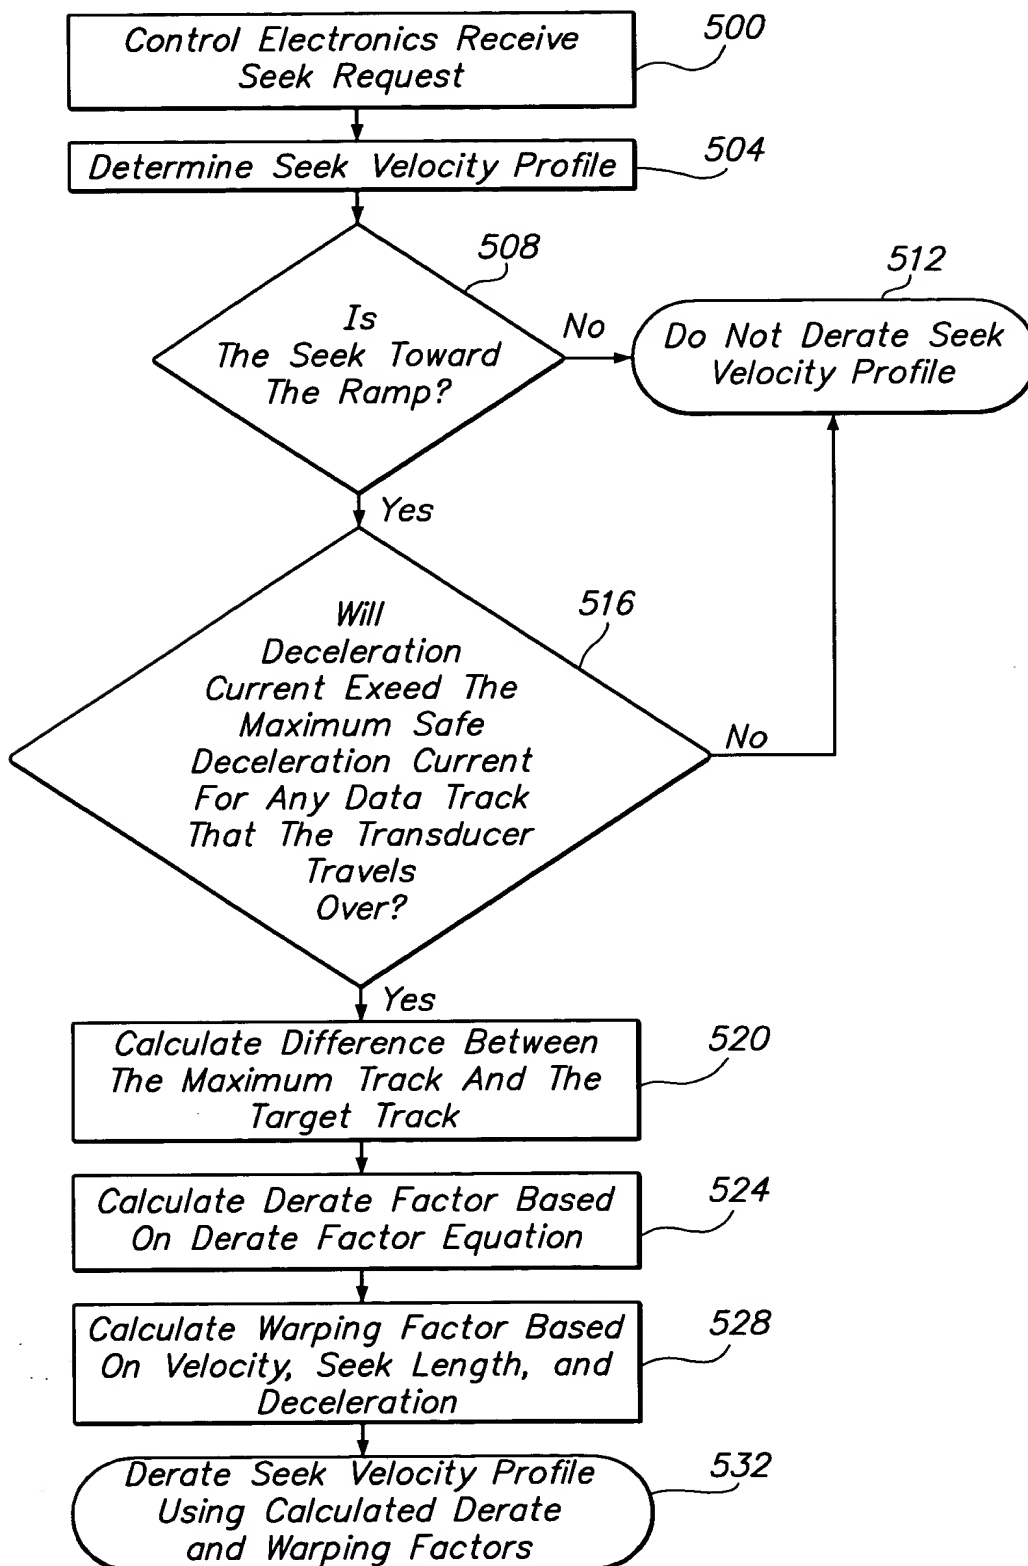 Control Electronics Receive
Seek Request
500
Determine Seek Velocity Profile
504
508
Is
The Seek Toward
The Ramp?
No
512
Do Not Derate Seek
Velocity Profile
Yes
516
Will
Deceleration
Current Exeed The
Maximum Safe
Deceleration Current
For Any Data Track
That The Transducer
Travels
Over?
No
Yes
Calculate Difference Between
The Maximum Track And The
Target Track
520
Calculate Derate Factor Based
On Derate Factor Equation
524
Calculate Warping Factor Based
On Velocity, Seek Length, and
Deceleration
528
Derate Seek Velocity Profile
Using Calculated Derate
and Warping Factors
532